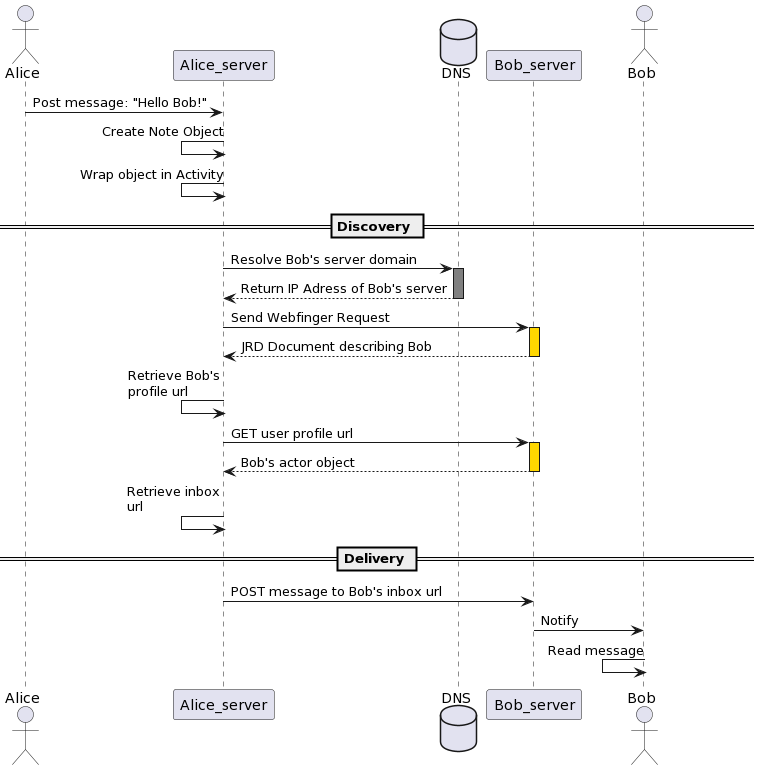 Alice
Alice_server
DNS
Bob_server
Bob
Post message: "Hello Bob!"
Create Note Object
Wrap object in Activity
Discovery
Resolve Bob's server domain
Return IP Adress of Bob's server
Send Webfinger Request
JRD Document describing Bob
Retrieve Bob's
profile url
GET user profile url
Bob's actor object
Retrieve inbox
url
Delivery
POST message to Bob's inbox url
Notify
Read message
Alice
Alice_server
DNS
Bob_server
Bob